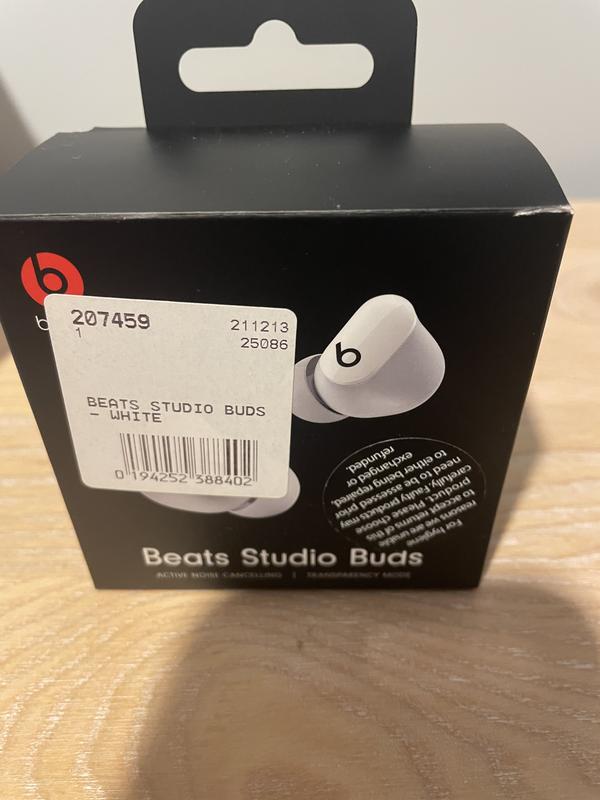 b
b
207459
211213
1
25086
BEATS STUDIO BUDS
- WHITE
0 194252 388402
b
For hygiene
reasons we are unable
to accept returns of this
product. Please choose
carefully. Faulty products may
need to be assessed prior
to either being repaired,
exchanged or
refunded.
Beats Studio Buds
ACTIVE NOISE CANCELLING | TRANSPARENCY MODE